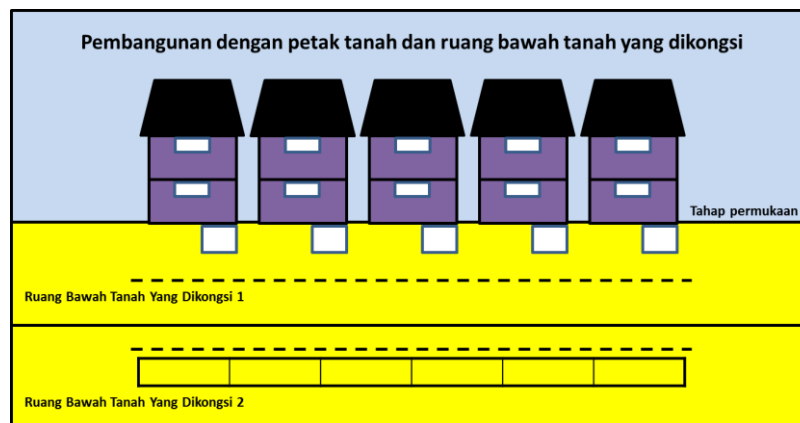 Pembangunan dengan petak tanah dan ruang bawah tanah yang dikongsi
Tahap permukaan
Ruang Bawah Tanah Yang Dikongsi 1
Ruang Bawah Tanah Yang Dikongsi 2